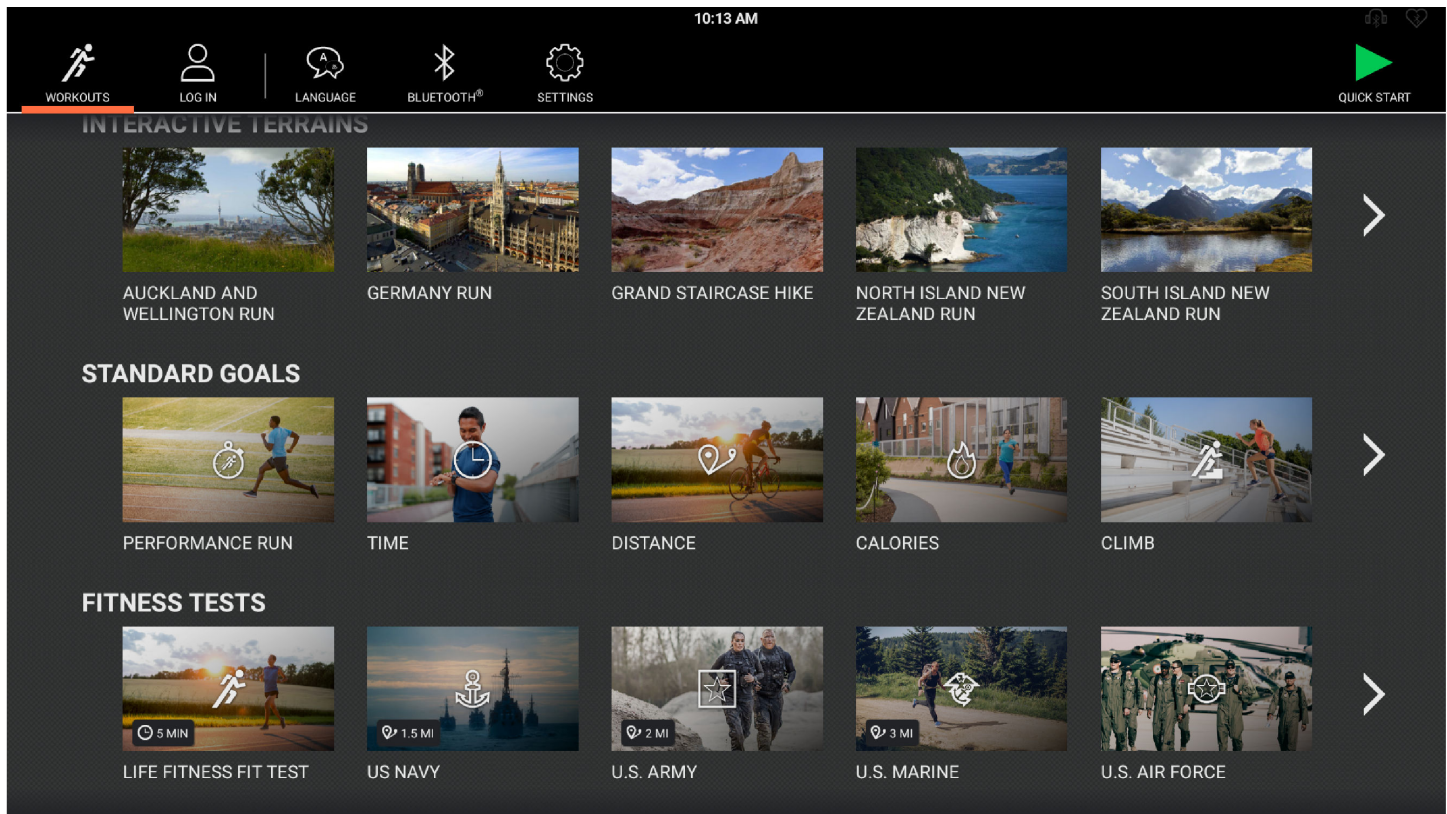 10:13 AM
WORKOUTS
LOG IN
A
LANGUAGE
BLUETOOTH®
SETTINGS
QUICK START
INTERACTIVE TERRAINS
AUCKLAND AND
WELLINGTON RUN
GERMANY RUN
GRAND STAIRCASE HIKE
NORTH ISLAND NEW
ZEALAND RUN
SOUTH ISLAND NEW
ZEALAND RUN
STANDARD GOALS
PERFORMANCE RUN
TIME
DISTANCE
CALORIES
CLIMB
FITNESS TESTS
5 MIN
1.5 MI
2 MI
3 MI
LIFE FITNESS FIT TEST
US NAVY
U.S. ARMY
U.S. MARINE
U.S. AIR FORCE